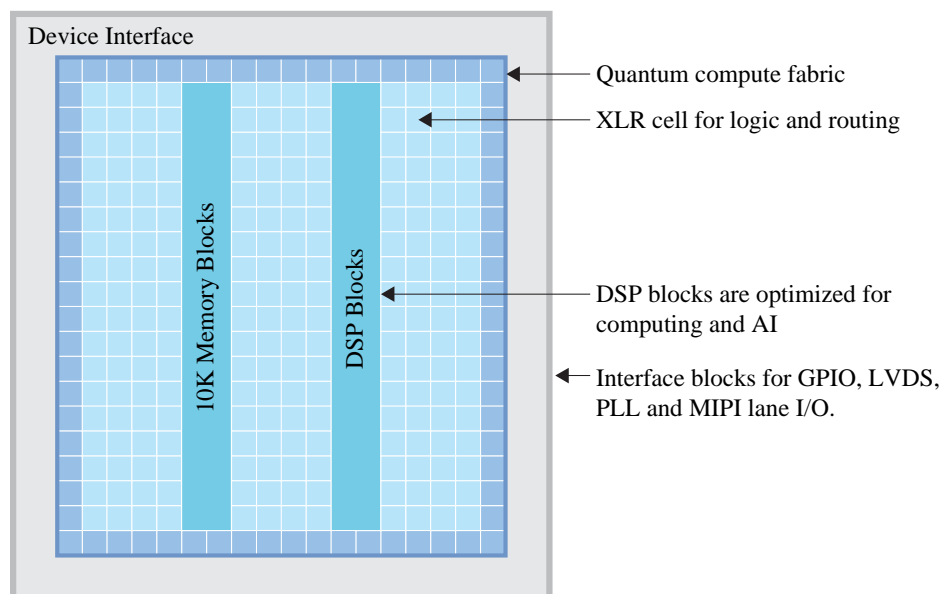 Device Interface
Quantum compute fabric
XLR cell for logic and routing
10K Memory Blocks
DSP Blocks
DSP blocks are optimized for
computing and AI
Interface blocks for GPIO, LVDS,
PLL and MIPI lane I/O.